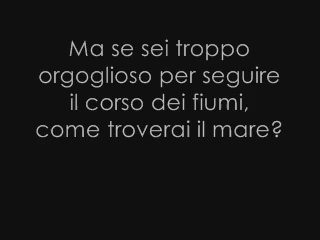 Ma se sei troppo
orgoglioso per seguire
il corso dei fiumi,
come troverai il mare?